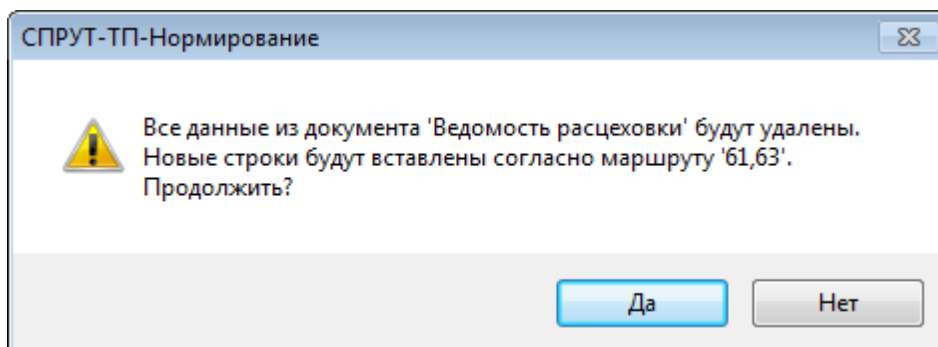 СПРУТ-ТП-Нормирование
Все данные из документа 'Ведомость расцеховки' будут удалены.
Новые строки будут вставлены согласно маршруту '61,63'.
Продолжить?
Да
Нет